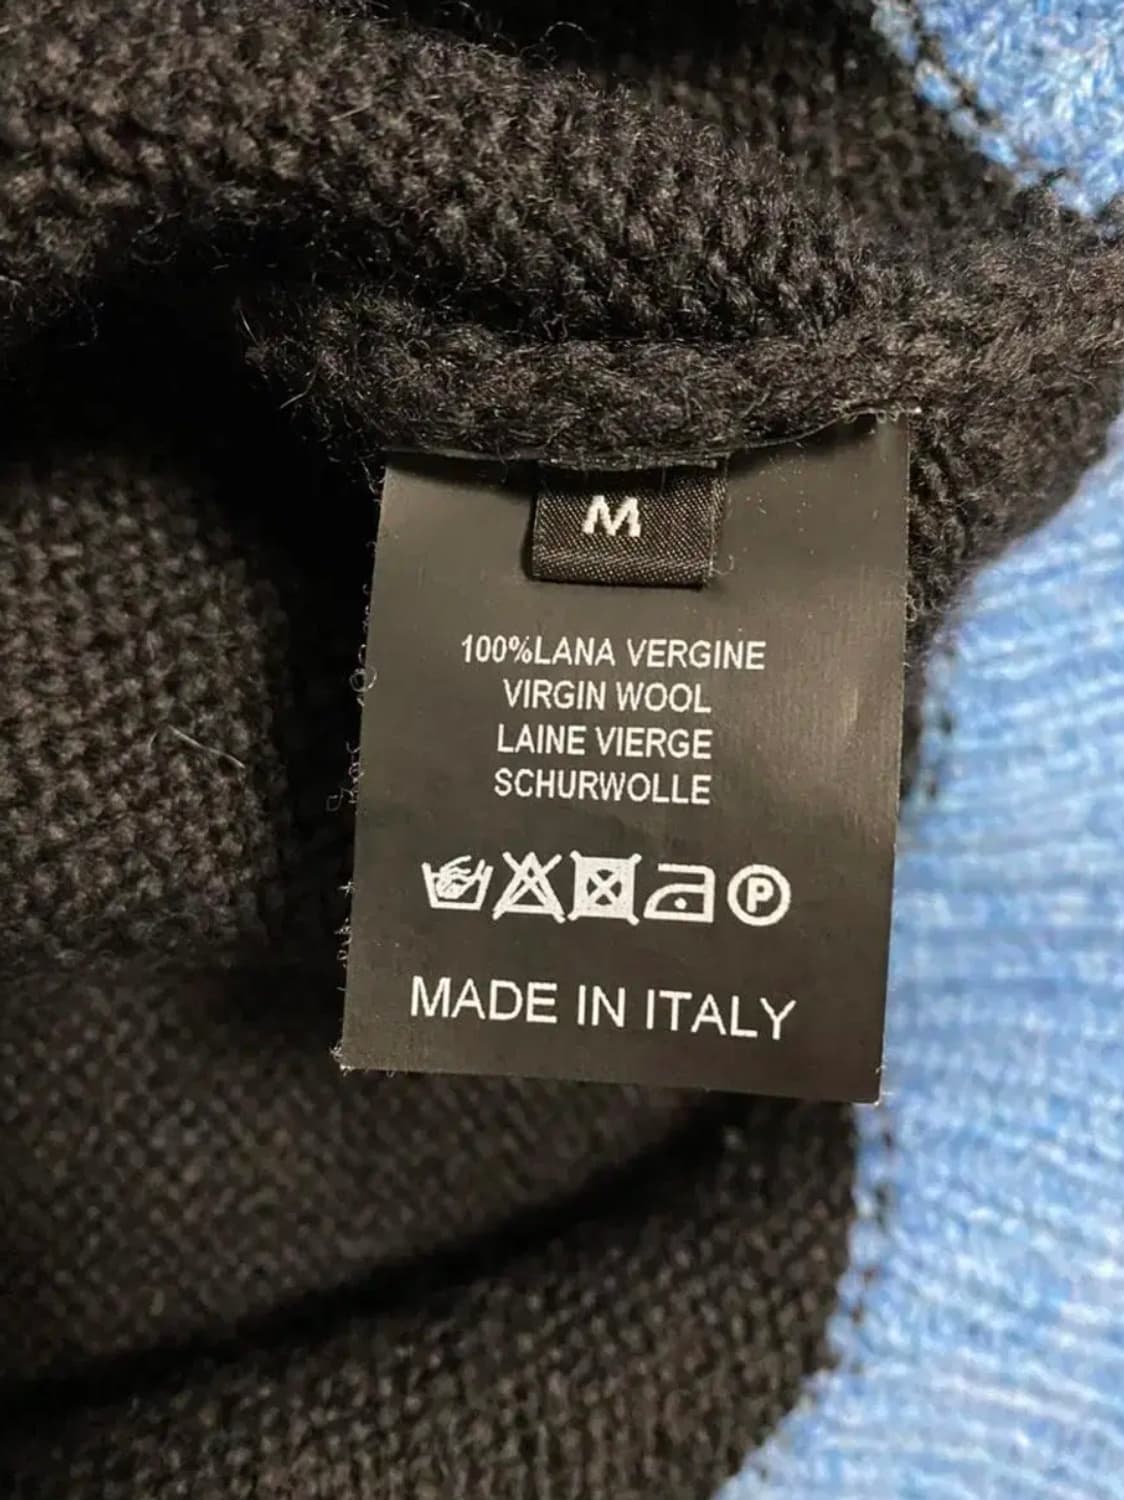 M
100%LANA VERGINE
VIRGIN WOOL
LAINE VIERGE
SCHURWOLLE
P
MADE IN ITALY